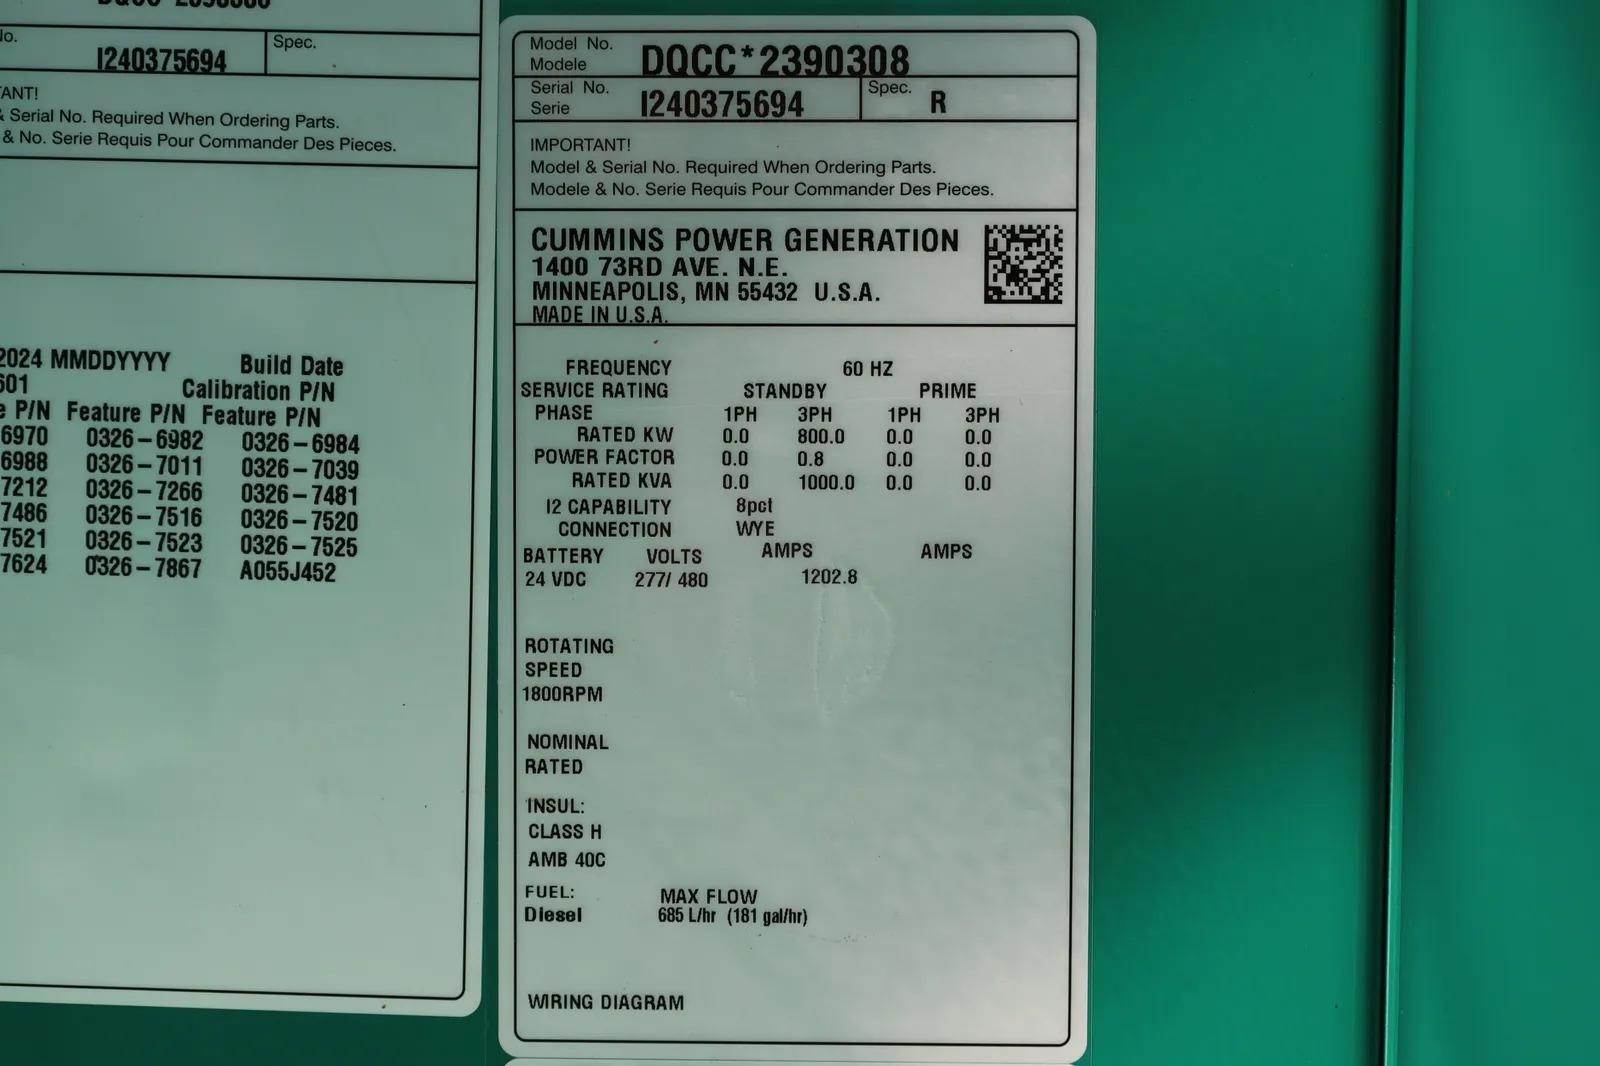 I240375694
Spec.
ANT!
& Serial No. Required When Ordering Parts.
& No. Serie Requis Pour Commander Des Pieces.
2024 MMDDYYYY Build Date
601 Calibration P/N
P/N Feature P/N Feature P/N
6970 0326-6982 0326-6984
6988 0326-7011 0326-7039
7212 0326-7266 0326-7481
7486 0326-7516 0326-7520
7521 0326-7523 0326-7525
7624 0326-7867 A055J452
Model No.
Modele
DQCC*2390308
Serial No.
Serie
I240375694
Spec. R
IMPORTANT!
Model & Serial No. Required When Ordering Parts.
Modele & No. Serie Requis Pour Commander Des Pieces.
CUMMINS POWER GENERATION
1400 73RD AVE. N.E.
MINNEAPOLIS, MN 55432 U.S.A.
MADE IN U.S.A.
FREQUENCY 60 HZ
SERVICE RATING STANDBY PRIME
PHASE 1PH 3PH 1PH 3PH
RATED KW 0.0 800.0 0.0 0.0
POWER FACTOR 0.0 0.8 0.0 0.0
RATED KVA 0.0 1000.0 0.0 0.0
I2 CAPABILITY 8pct
CONNECTION WYE
BATTERY VOLTS AMPS AMPS
24 VDC 277/ 480 1202.8
ROTATING
SPEED
1800RPM
NOMINAL
RATED
INSUL:
CLASS H
AMB 40C
FUEL: MAX FLOW
Diesel 685 L/hr (181 gal/hr)
WIRING DIAGRAM